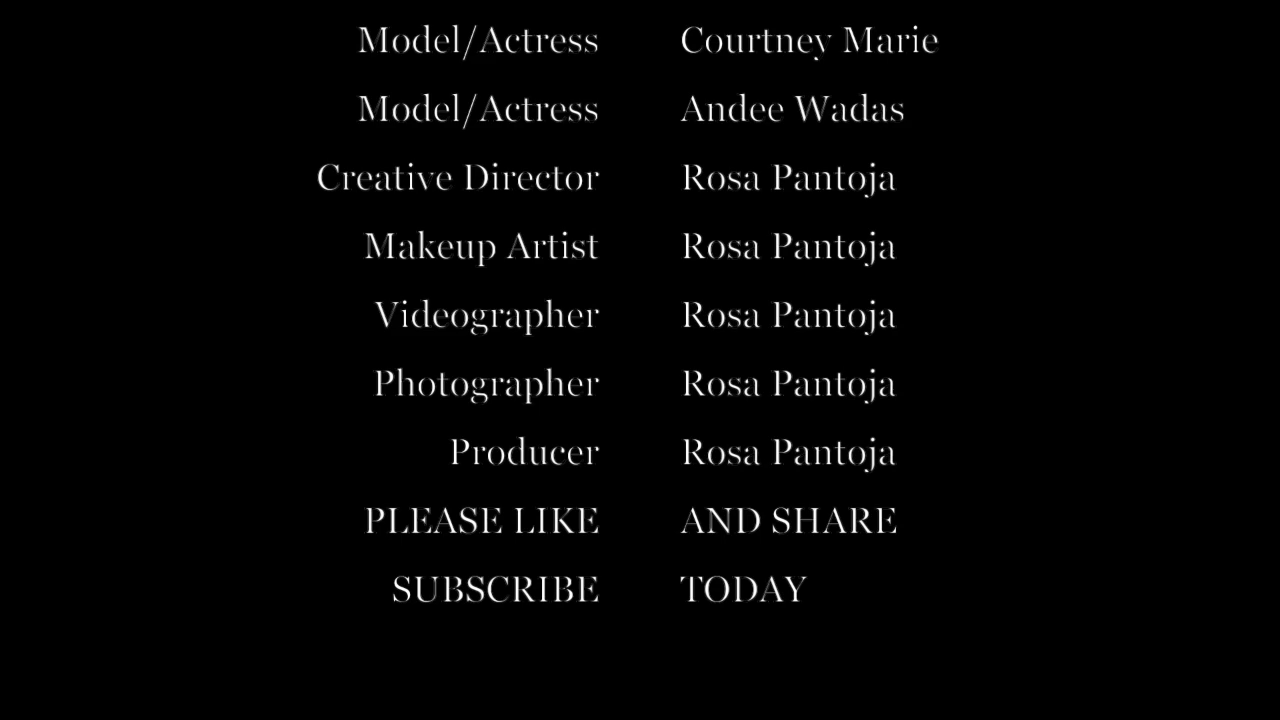 Model/Actress Courtney Marie
Model/Actress Andee Wadas
Creative Director Rosa Pantoja
Makeup Artist Rosa Pantoja
Videographer Rosa Pantoja
Photographer Rosa Pantoja
Producer Rosa Pantoja
PLEASE LIKE AND SHARE
SUBSCRIBE TODAY